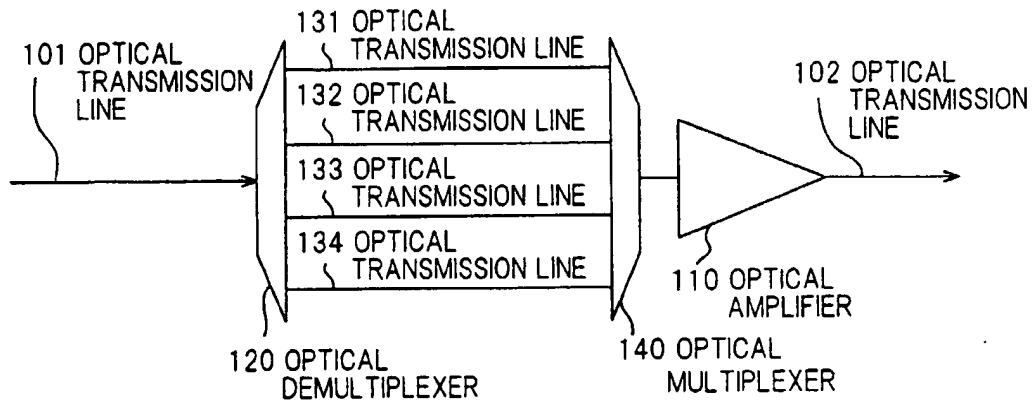 101 OPTICAL
TRANSMISSION
LINE
131 OPTICAL
TRANSMISSION LINE
132 OPTICAL
TRANSMISSION LINE
133 OPTICAL
TRANSMISSION LINE
134 OPTICAL
TRANSMISSION LINE
102 OPTICAL
TRANSMISSION
LINE
110 OPTICAL
AMPLIFIER
120 OPTICAL
DEMULTIPLEXER
140 OPTICAL
MULTIPLEXER